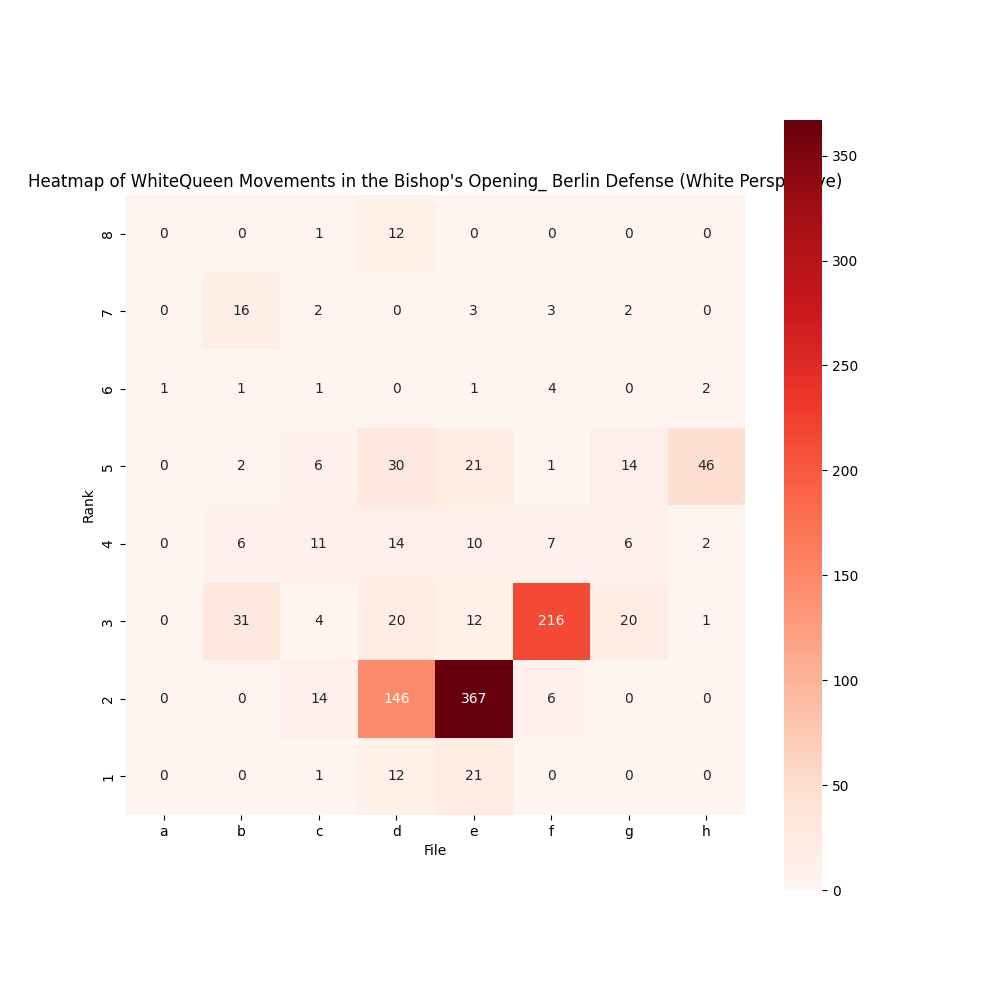 Heatmap of WhiteQueen Movements in the Bishop's Opening_ Berlin Defense (White Persp ve)
8 0 0 1 12 0 0 0 0
7 0 16 2 0 3 3 2 0
6 1 1 1 0 1 4 0 2
5 0 2 6 30 21 1 14 46
4 0 6 11 14 10 7 6 2
3 0 31 4 20 12 216 20 1
2 0 0 14 146 367 6 0 0
1 0 0 1 12 21 0 0 0
a b c d e f g h
File
Rank
350
300
250
200
150
100
50
0